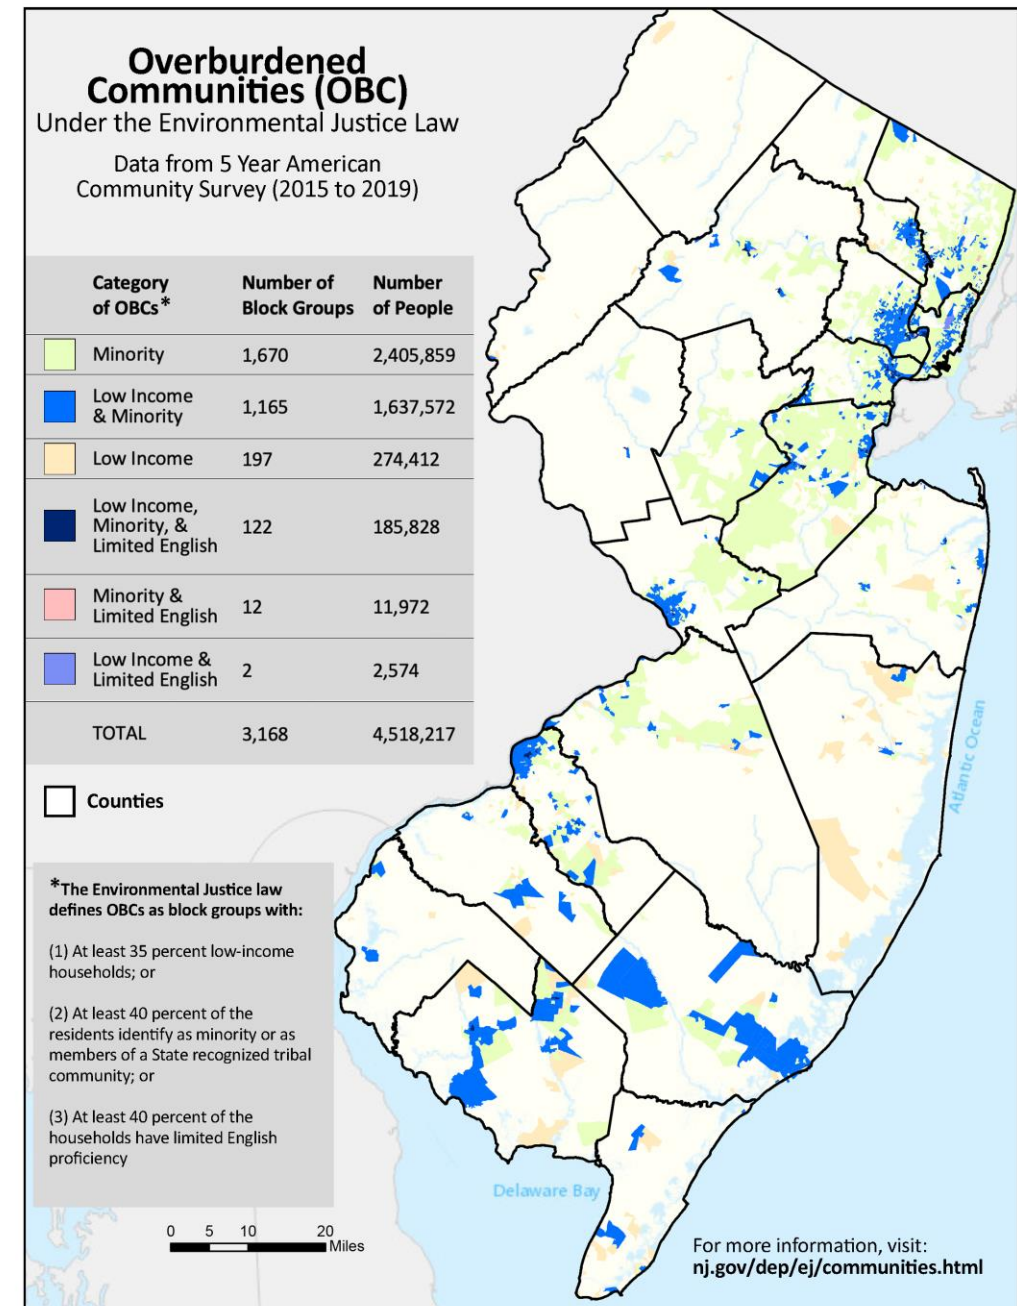 Overburdened
Communities (OBC)
Under the Environmental Justice Law
Data from 5 Year American
Community Survey (2015 to 2019)
Category of OBCs* Number of Block Groups Number of People
Minority 1,670 2,405,859
Low Income & Minority 1,165 1,637,572
Low Income 197 274,412
Low Income, Minority, & Limited English 122 185,828
Minority & Limited English 12 11,972
Low Income & Limited English 2 2,574
TOTAL 3,168 4,518,217
Counties
*The Environmental Justice law
defines OBCs as block groups with:
(1) At least 35 percent low-income
households; or
(2) At least 40 percent of the
residents identify as minority or as
members of a State recognized tribal
community; or
(3) At least 40 percent of the
households have limited English
proficiency
0 5 10 20
Miles
Atlantic Ocean
Delaware Bay
For more information, visit:
nj.gov/dep/ej/communities.html